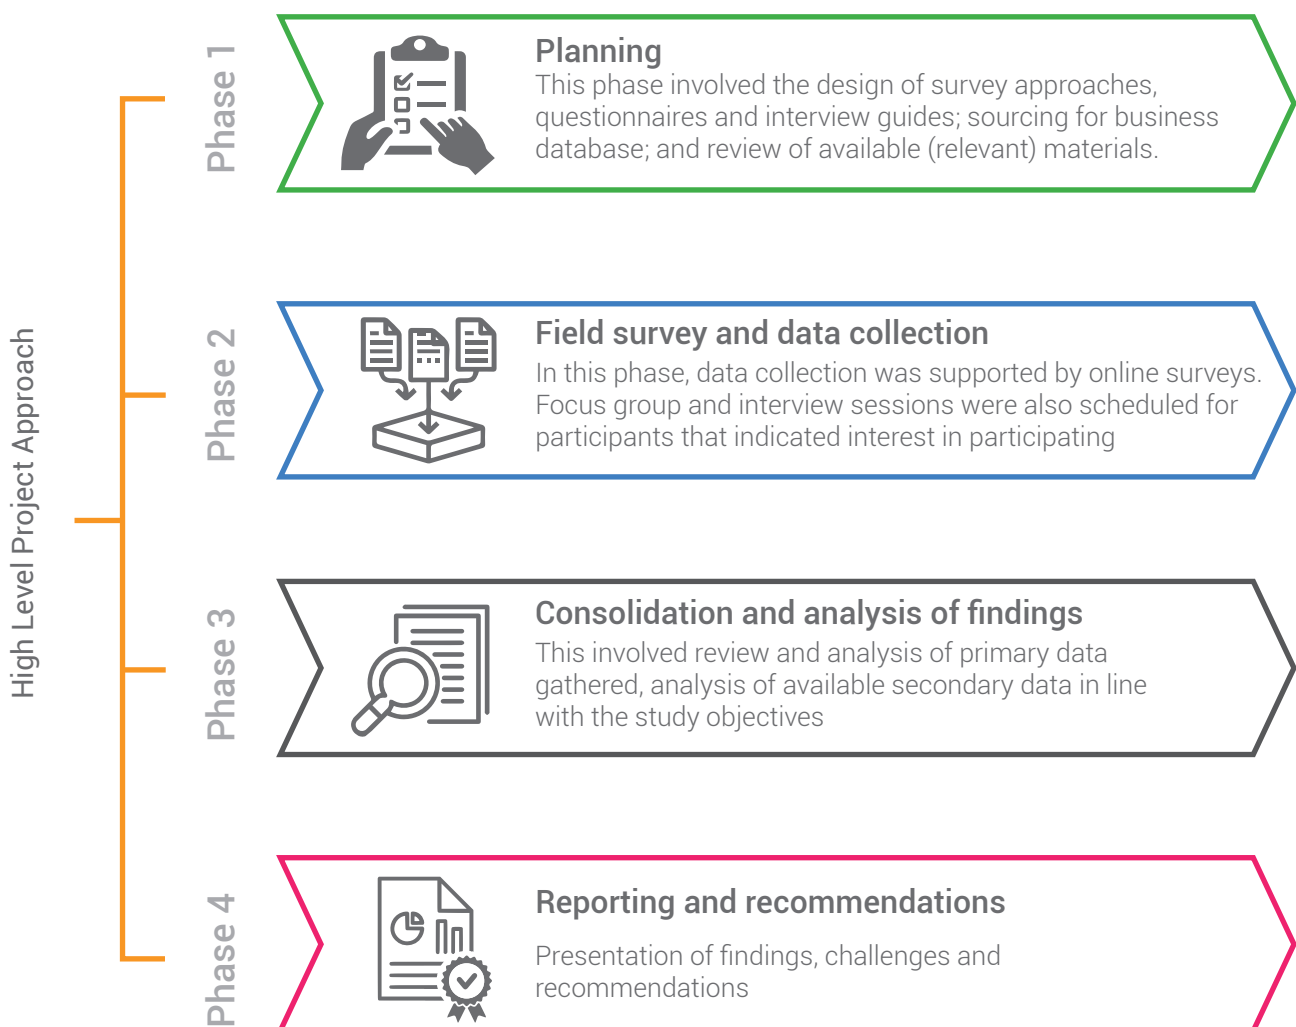 High Level Project Approach
Phase 1
Planning
This phase involved the design of survey approaches,
questionnaires and interview guides; sourcing for business
database; and review of available (relevant) materials.
Phase 2
Field survey and data collection
In this phase, data collection was supported by online surveys.
Focus group and interview sessions were also scheduled for
participants that indicated interest in participating
Phase 3
Consolidation and analysis of findings
This involved review and analysis of primary data
gathered, analysis of available secondary data in line
with the study objectives
Phase 4
Reporting and recommendations
Presentation of findings, challenges and
recommendations